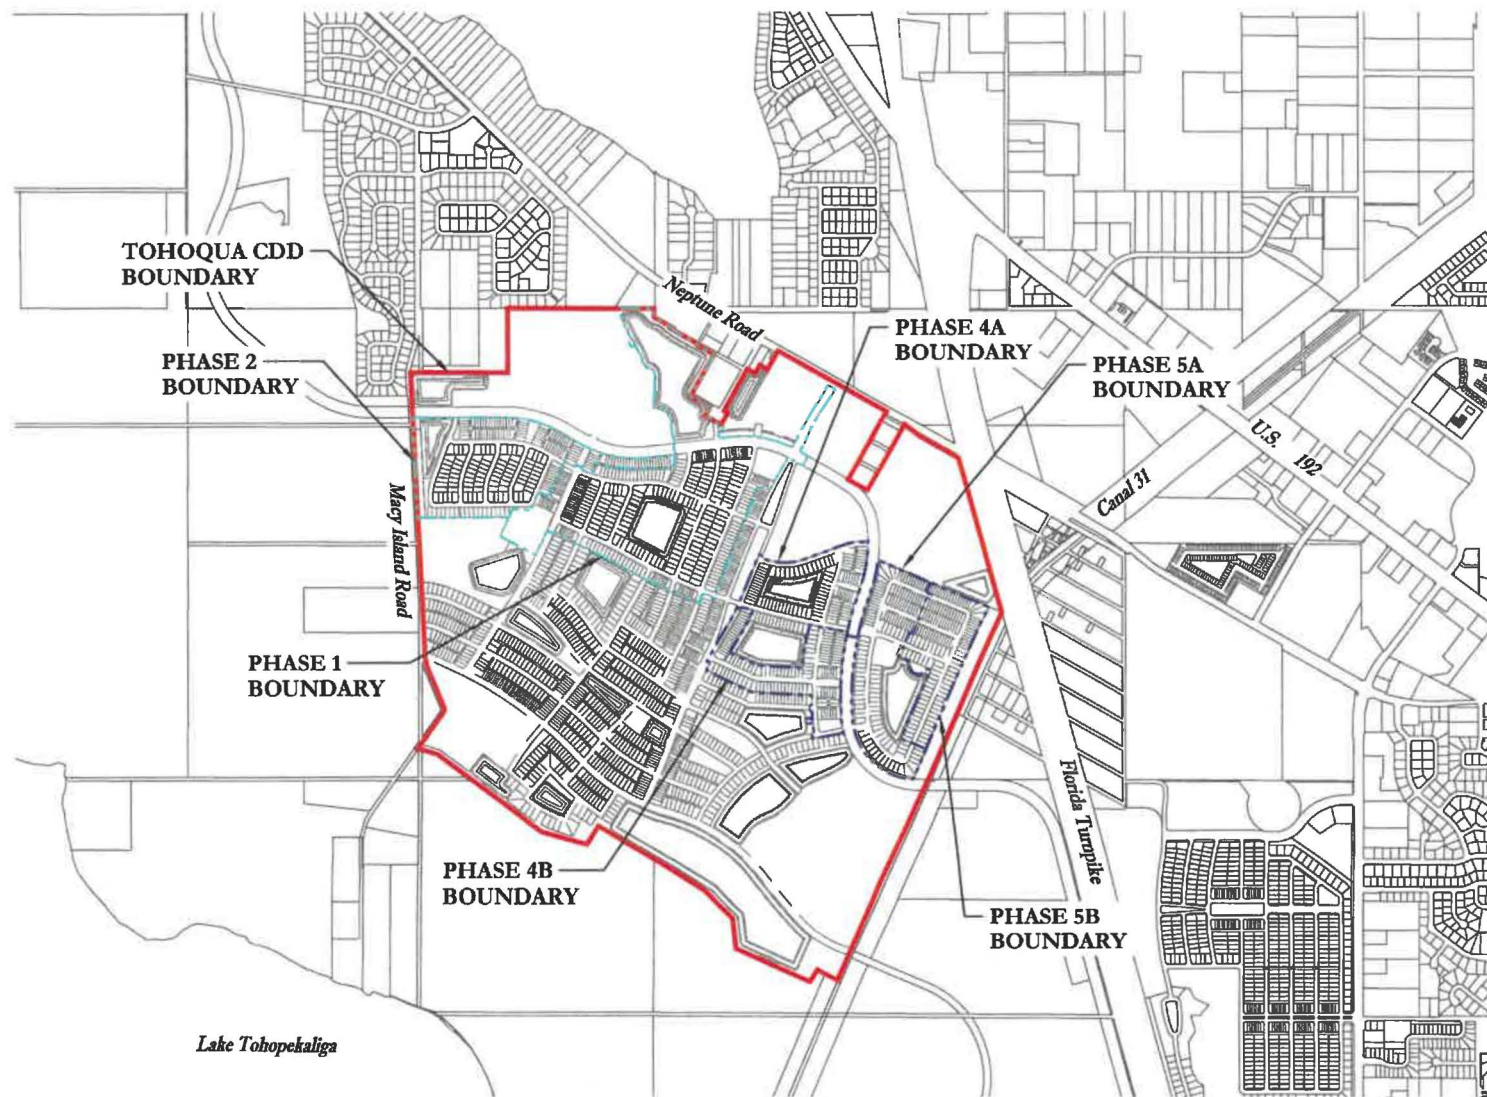 TOHOQUA CDD
BOUNDARY
Neptune Road
PHASE 4A
BOUNDARY
PHASE 2
BOUNDARY
PHASE 5A
BOUNDARY
U.S. 192
Canal 31
Macy Island Road
PHASE 1
BOUNDARY
Florida Turnpike
PHASE 4B
BOUNDARY
PHASE 5B
BOUNDARY
Lake Tohopekaliga